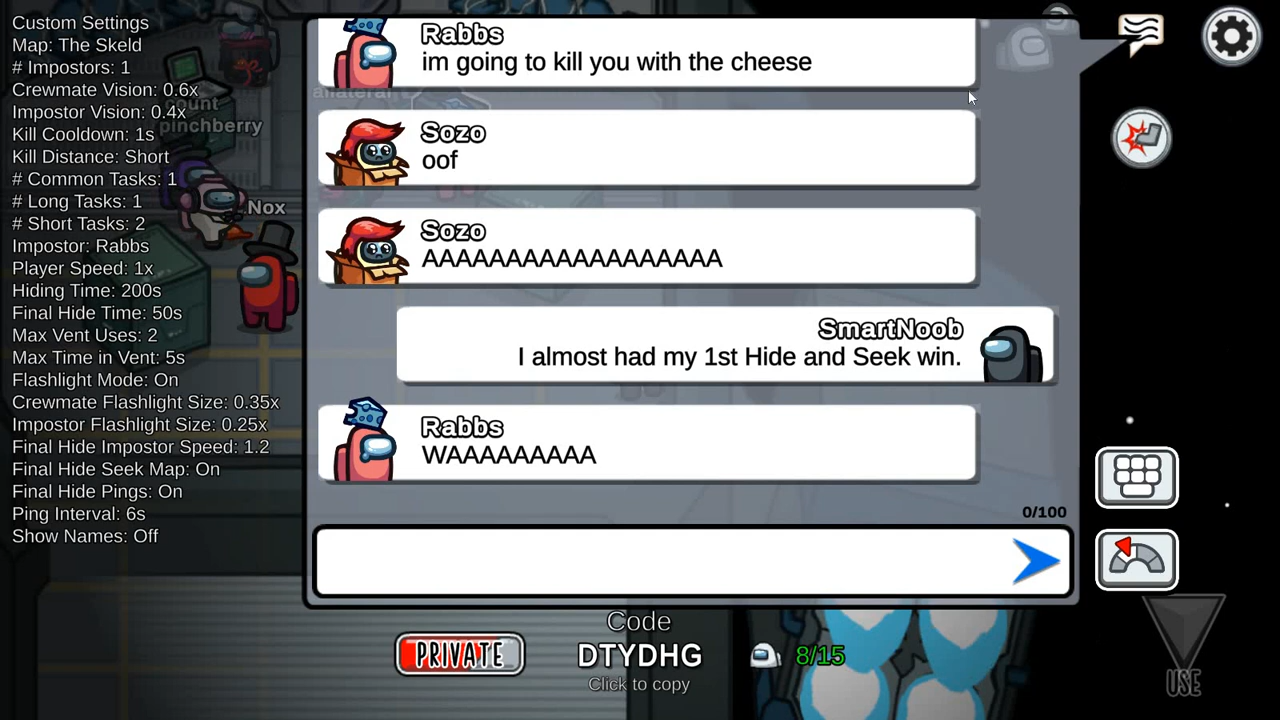 Custom Settings
Map: The Skeld
# Impostors: 1
Crewmate Vision: 0.6x
Impostor Vision: 0.4x
Kill Cooldown: 1s
Kill Distance: Short
# Common Tasks: 1
# Long Tasks: 1
# Short Tasks: 2
Impostor: Rabbs
Player Speed: 1x
Hiding Time: 200s
Final Hide Time: 50s
Max Vent Uses: 2
Max Time in Vent: 5s
Flashlight Mode: On
Crewmate Flashlight Size: 0.35x
Impostor Flashlight Size: 0.25x
Final Hide Impostor Speed: 1.2
Final Hide Seek Map: On
Final Hide Pings: On
Ping Interval: 6s
Show Names: Off
count
pinchberry
Nox
Rabbs
im going to kill you with the cheese
Sozo
oof
Sozo
AAAAAAAAAAAAAAAAAA
SmartNoob
I almost had my 1st Hide and Seek win.
Rabbs
WAAAAAAAAA
0/100
PRIVATE
Code
DTYDHG
Click to copy
8/15
USE